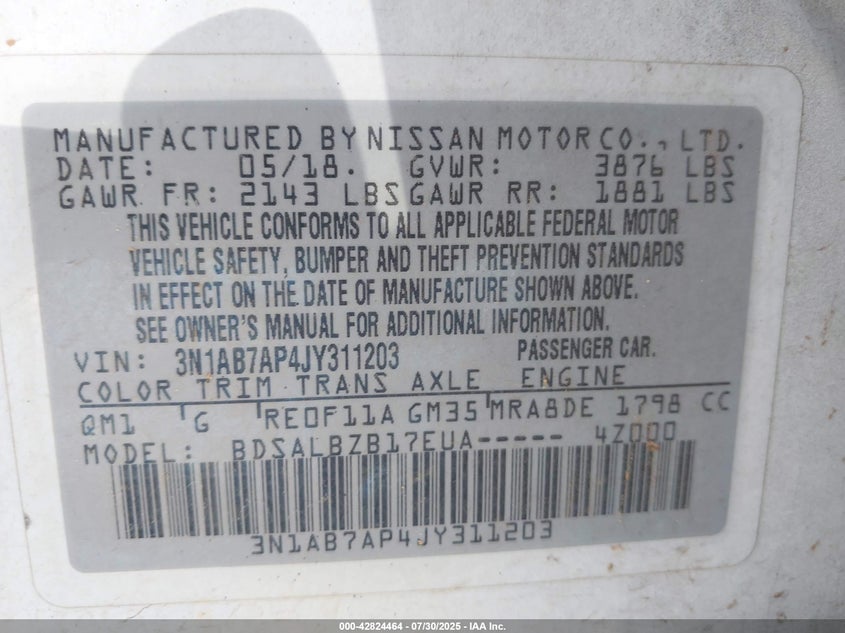 MANUFACTURED BY NISSAN MOTOR CO., LTD.
DATE: 05/18. GVWR: 3876 LBS
GAWR FR: 2143 LBS GAWR RR: 1881 LBS
THIS VEHICLE CONFORMS TO ALL APPLICABLE FEDERAL MOTOR
VEHICLE SAFETY, BUMPER AND THEFT PREVENTION STANDARDS
IN EFFECT ON THE DATE OF MANUFACTURE SHOWN ABOVE.
SEE OWNER'S MANUAL FOR ADDITIONAL INFORMATION.
VIN: 3N1AB7AP4JY311203 PASSENGER CAR.
COLOR TRIM TRANS AXLE ENGINE
QM1 G RE0F11A GM35 MRA8DE 1798 CC
MODEL: BDSALBZB17EUA----- 4Z000
3N1AB7AP4JY311203
000-42824464 - 07/30/2025 - IAA Inc.